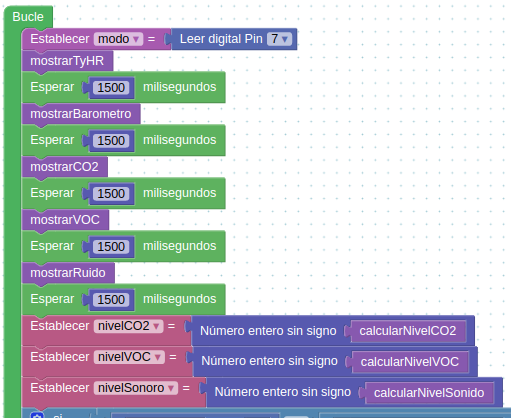 Bucle
Establecer modo = Leer digital Pin 7
mostrarTyHR
Esperar 1500 milisegundos
mostrarBarometro
Esperar 1500 milisegundos
mostrarCO2
Esperar 1500 milisegundos
mostrarVOC
Esperar 1500 milisegundos
mostrarRuido
Esperar 1500 milisegundos
Establecer nivelCO2 = Número entero sin signo calcularNivelCO2
Establecer nivelVOC = Número entero sin signo calcularNivelVOC
Establecer nivelSonoro = Número entero sin signo calcularNivelSonido
si